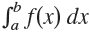 ∫_a^b f(x) dx